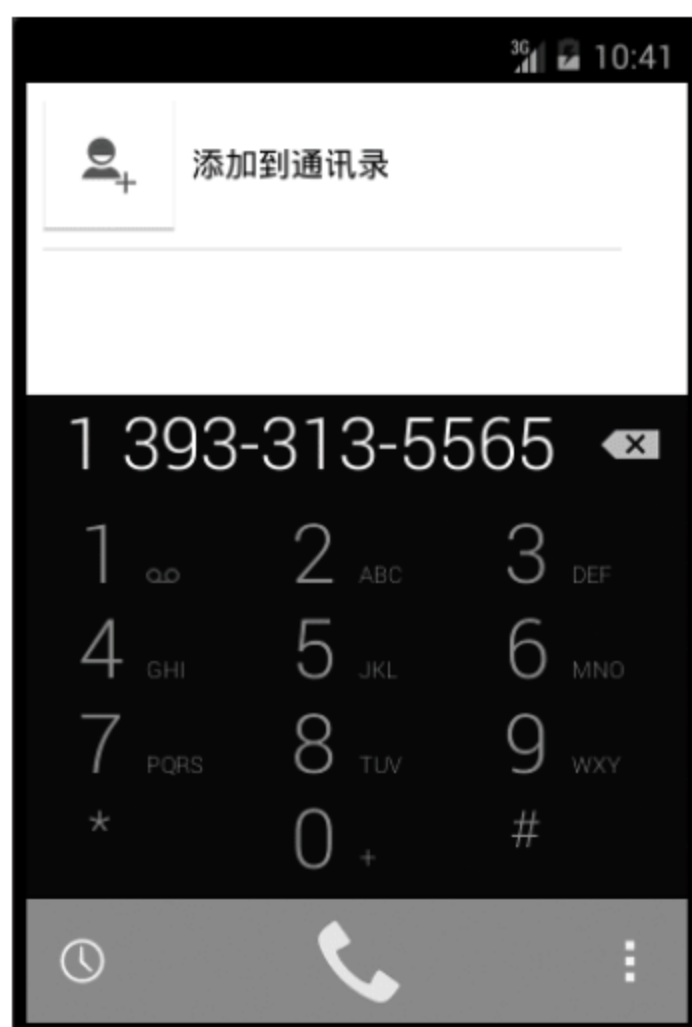 3G 10:41
添加到通讯录
1 393-313-5565
1 2 ABC 3 DEF
4 GHI 5 JKL 6 MNO
7 PQRS 8 TUV 9 WXY
* 0 + #